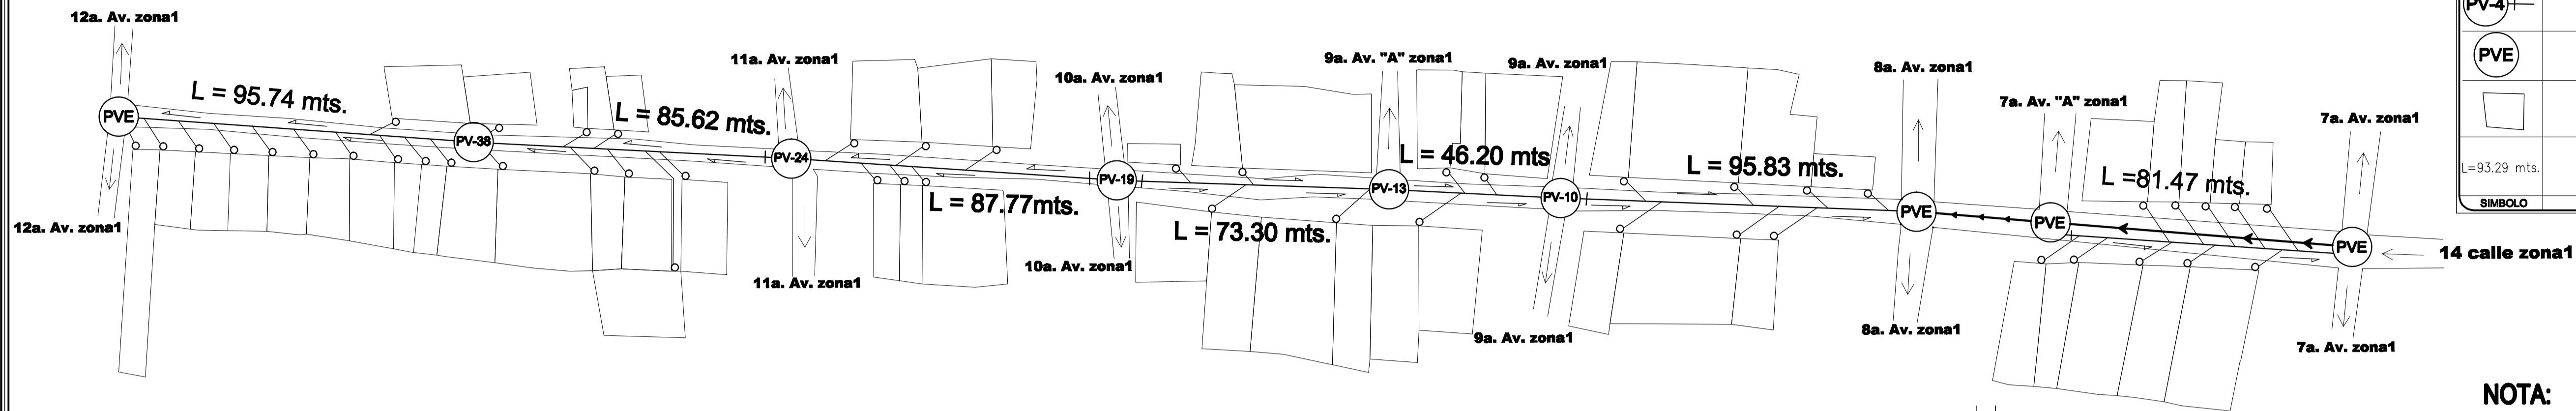 12a. Av. zona1
PVE
L = 95.74 mts.
12a. Av. zona1
PV-38
L = 85.62 mts.
11a. Av. zona1
PV-24
11a. Av. zona1
L = 87.77mts.
10a. Av. zona1
PV-19
10a. Av. zona1
L = 73.30 mts.
9a. Av. "A" zona1
PV-13
L = 46.20 mts
9a. Av. zona1
PV-10
9a. Av. zona1
L = 95.83 mts.
8a. Av. zona1
PVE
8a. Av. zona1
7a. Av. "A" zona1
PVE
L =81.47 mts.
7a. Av. zona1
PVE
14 calle zona1
7a. Av. zona1
PV-4
PVE
L=93.29 mts.
SIMBOLO
NOTA: